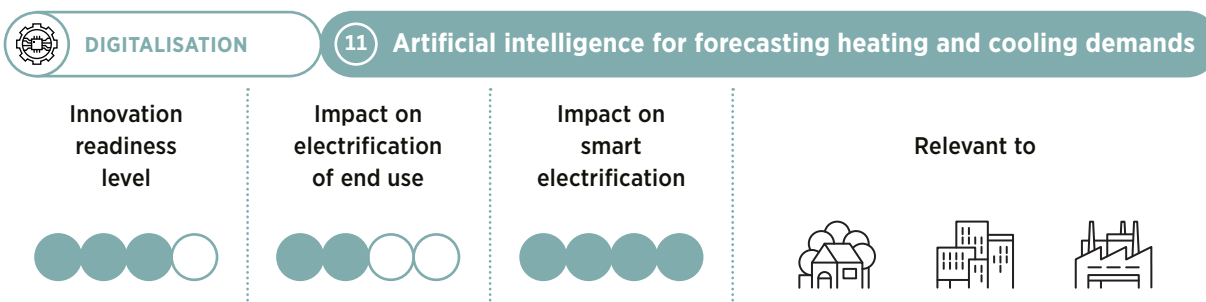 DIGITALISATION
11 Artificial intelligence for forecasting heating and cooling demands
Innovation
readiness
level
Impact on
electrification
of end use
Impact on
smart
electrification
Relevant to